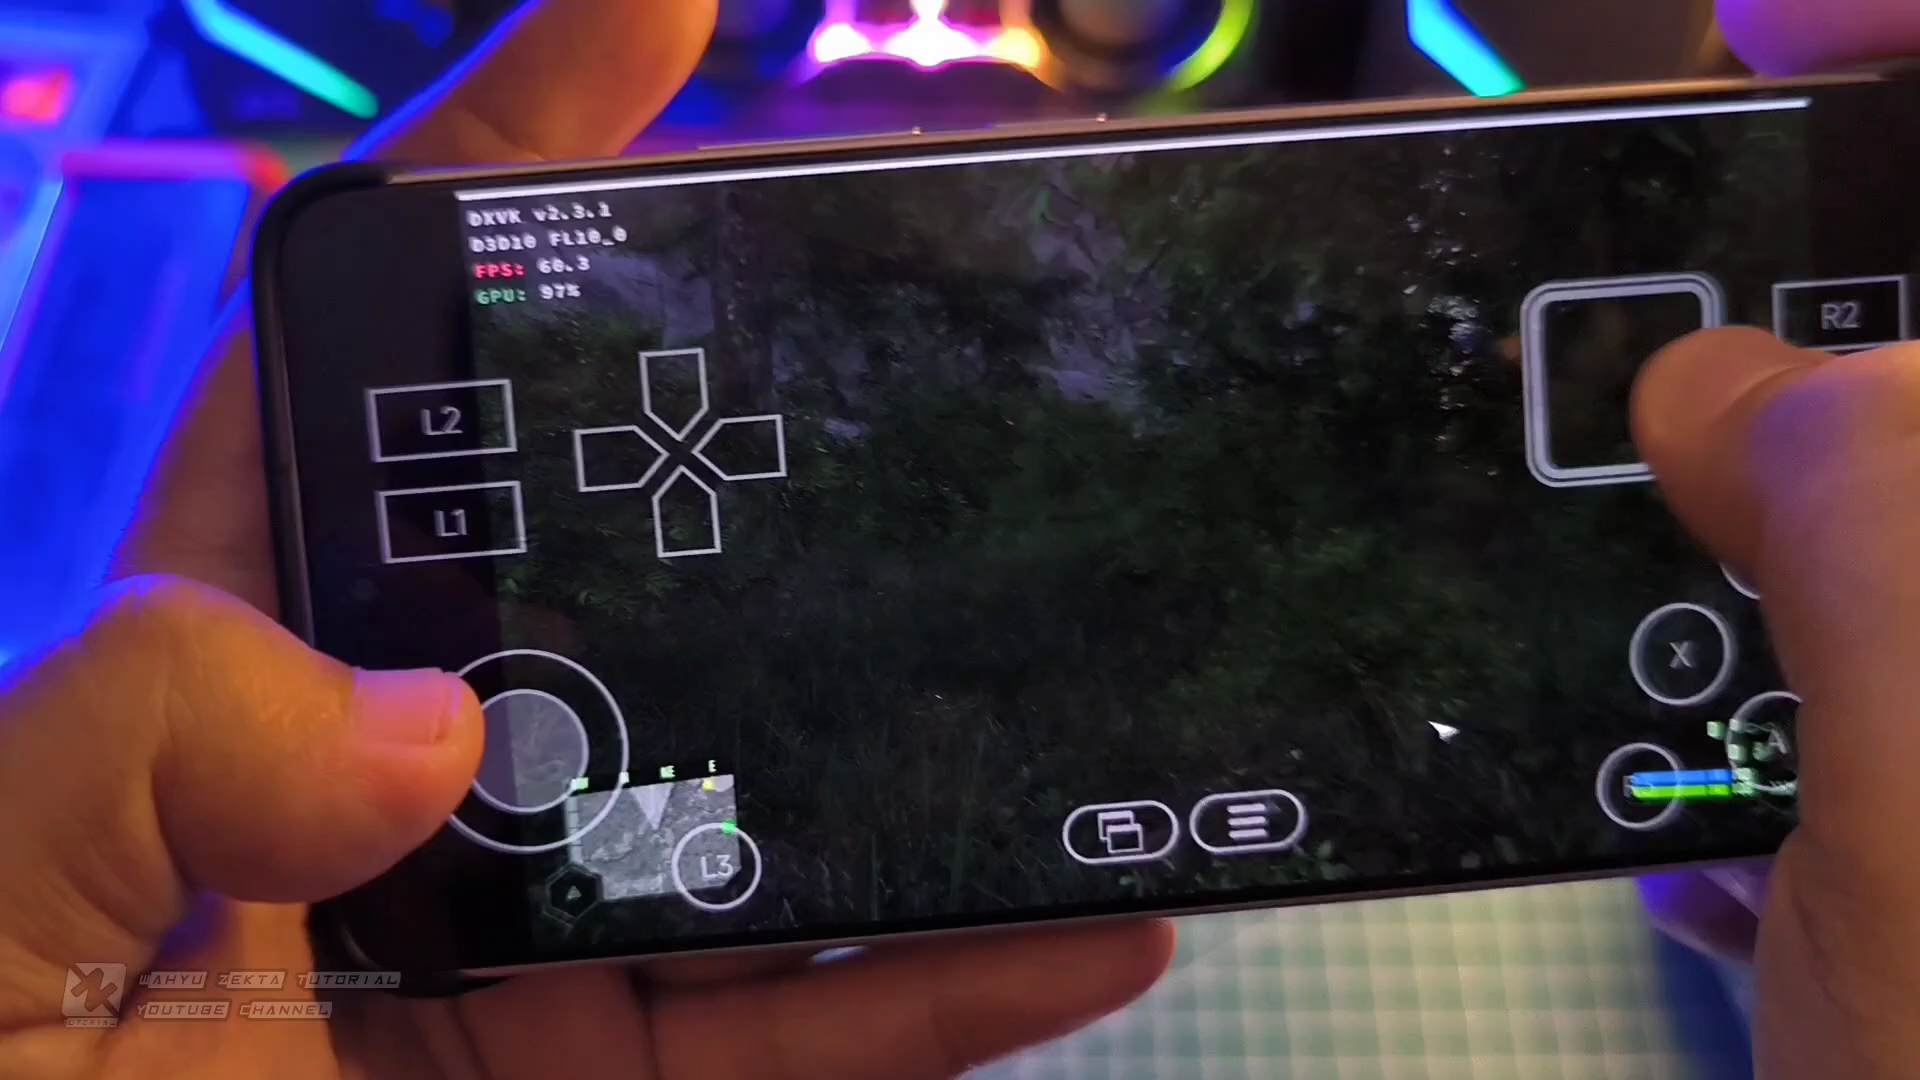 DXVK v2.3.1
D3D10 FL10_0
FPS: 60.3
GPU: 97%
R2
L2
L1
X
A
NE E
L3
WAHYU ZEKTA TUTORIAL
YOUTUBE CHANNEL